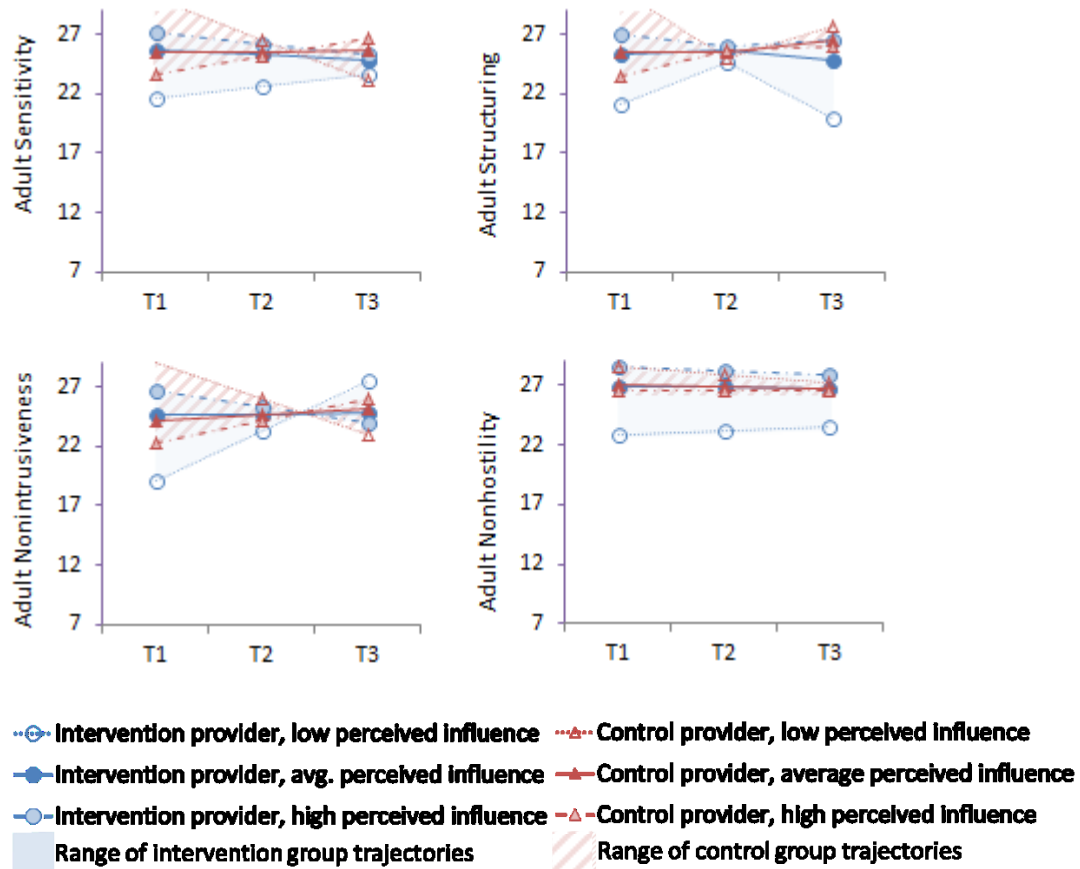 Adult Sensitivity
27
22
17
12
7
T1 T2 T3
Adult Structuring
27
22
17
12
7
T1 T2 T3
Adult Nonintrusiveness
27
22
17
12
7
T1 T2 T3
Adult Nonhostility
27
22
17
12
7
T1 T2 T3
Intervention provider, low perceived influence
Control provider, low perceived influence
Intervention provider, avg. perceived influence
Control provider, average perceived influence
Intervention provider, high perceived influence
Control provider, high perceived influence
Range of intervention group trajectories
Range of control group trajectories